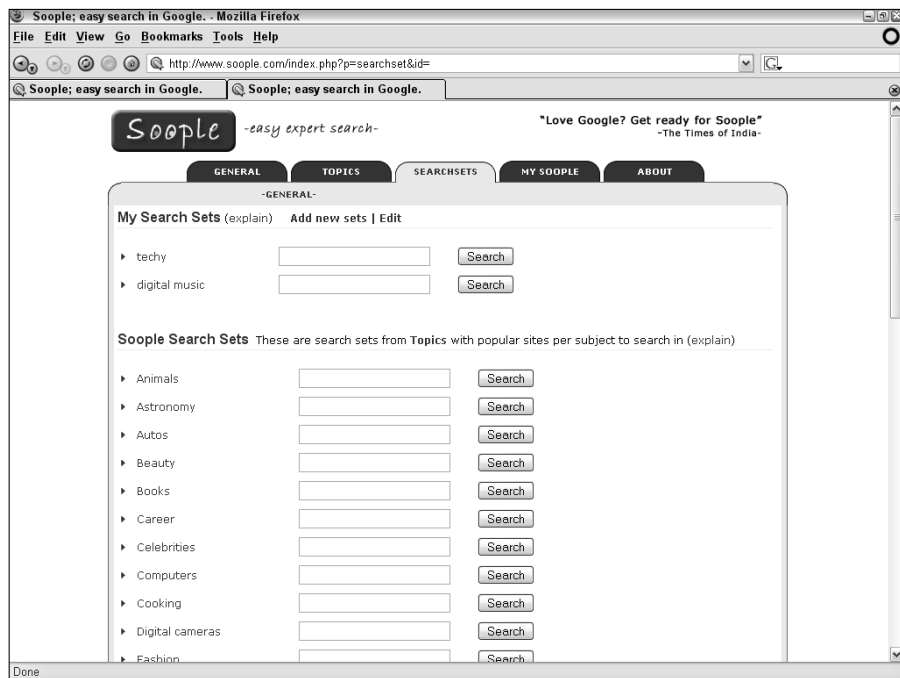 Soople; easy search in Google. - Mozilla Firefox
File Edit View Go Bookmarks Tools Help
http://www.soople.com/index.php?p=searchset&id=
G
Soople; easy search in Google.
Soople; easy search in Google.
Soople -easy expert search-
"Love Google? Get ready for Soople"
-The Times of India-
GENERAL TOPICS SEARCHSETS MY SOOPLE ABOUT
-GENERAL-
My Search Sets (explain) Add new sets | Edit
techy Search
digital music Search
Soople Search Sets These are search sets from Topics with popular sites per subject to search in (explain)
Animals Search
Astronomy Search
Autos Search
Beauty Search
Books Search
Career Search
Celebrities Search
Computers Search
Cooking Search
Digital cameras Search
Fashion Search
Done